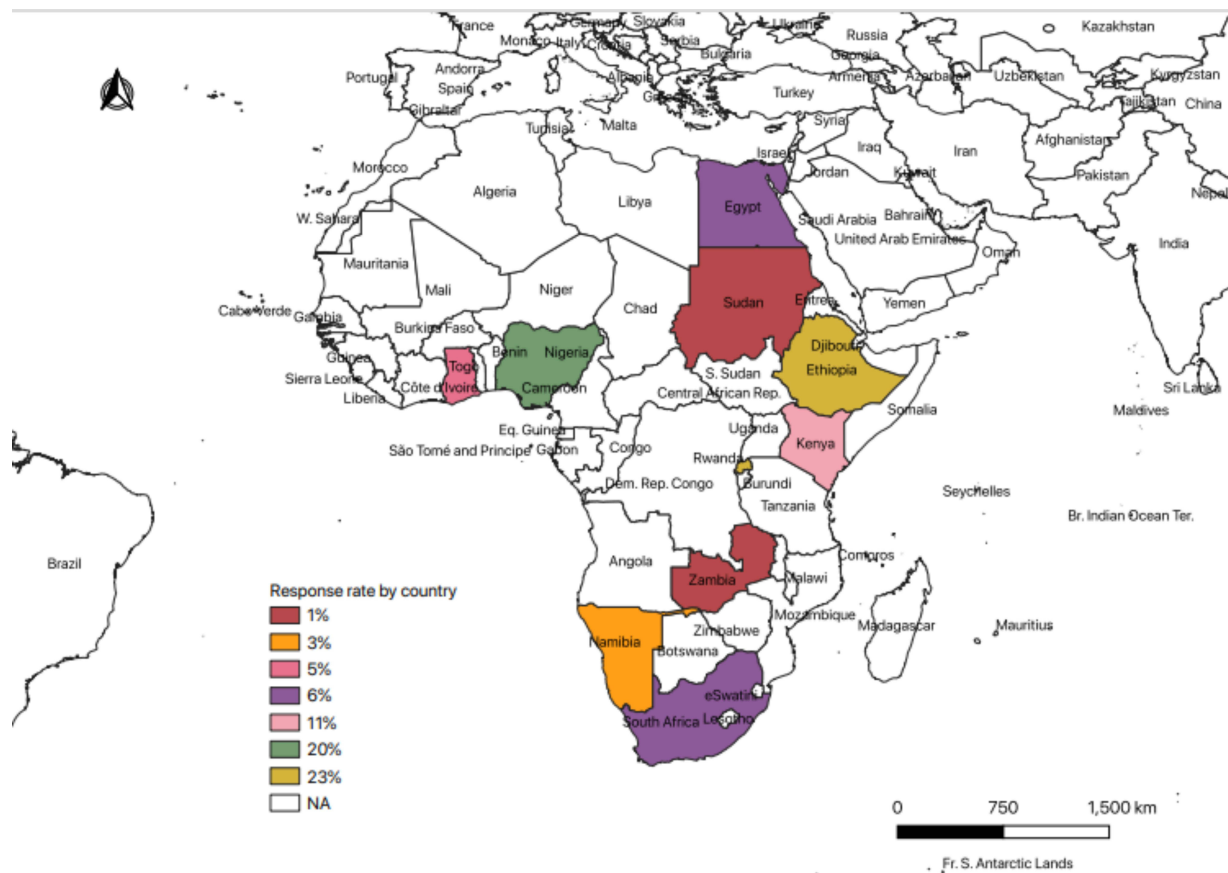 France
Germany
Slovakia
Ukraine
Kazakhstan
Monaco
Italy
Croatia
Serbia
Russia
Bulgaria
Georgia
Portugal
Andorra
Spain
Albania
Armenia
Azerbaijan
Uzbekistan
Kyrgyzstan
Gibraltar
Turkey
Tajikistan
China
Tunisia
Malta
Syria
Israel
Iraq
Iran
Afghanistan
Morocco
Jordan
Kuwait
Pakistan
Nepal
Algeria
Libya
Egypt
W. Sahara
Saudi Arabia
Bahrain
United Arab Emirates
India
Oman
Mauritania
Mali
Niger
Chad
Sudan
Eritrea
Yemen
Cabo Verde
Gambia
Burkina Faso
Guinea
Benin
Nigeria
Djibouti
Togo
Ethiopia
Sierra Leone
Côte d'Ivoire
Cameroon
S. Sudan
Central African Rep.
Liberia
Somalia
Sri Lanka
Maldives
Eq. Guinea
Uganda
Kenya
São Tomé and Principe
Gabon
Congo
Rwanda
Dem. Rep. Congo
Burundi
Seychelles
Tanzania
Br. Indian Ocean Ter.
Brazil
Angola
Comoros
Zambia
Malawi
Mozambique
Madagascar
Mauritius
Namibia
Zimbabwe
Botswana
eSwatini
South Africa
Lesotho
Response rate by country
1%
3%
5%
6%
11%
20%
23%
NA
0 750 1,500 km
Fr. S. Antarctic Lands